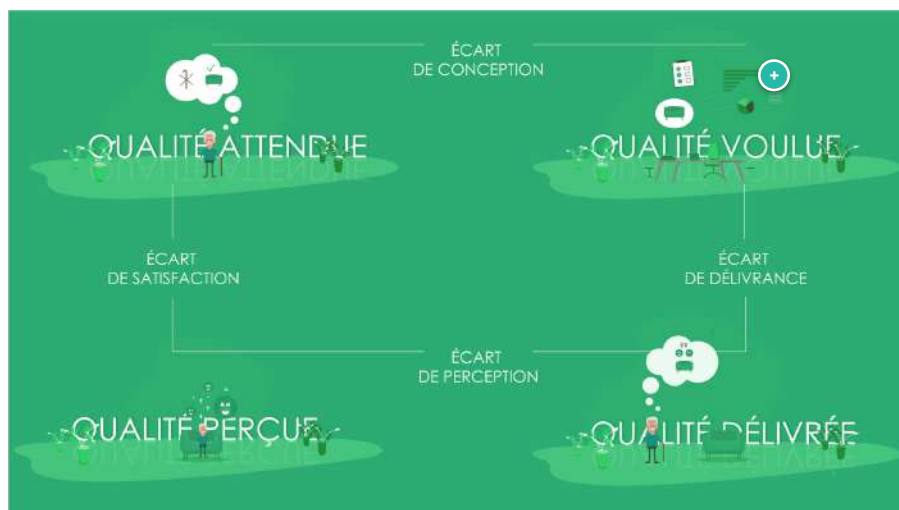 ÉCART
DE CONCEPTION
QUALITÉ ATTENDUE
QUALITÉ VOULUE
ÉCART
DE SATISFACTION
ÉCART
DE DÉLIVRANCE
ÉCART
DE PERCEPTION
QUALITÉ PERÇUE
QUALITÉ DÉLIVRÉE